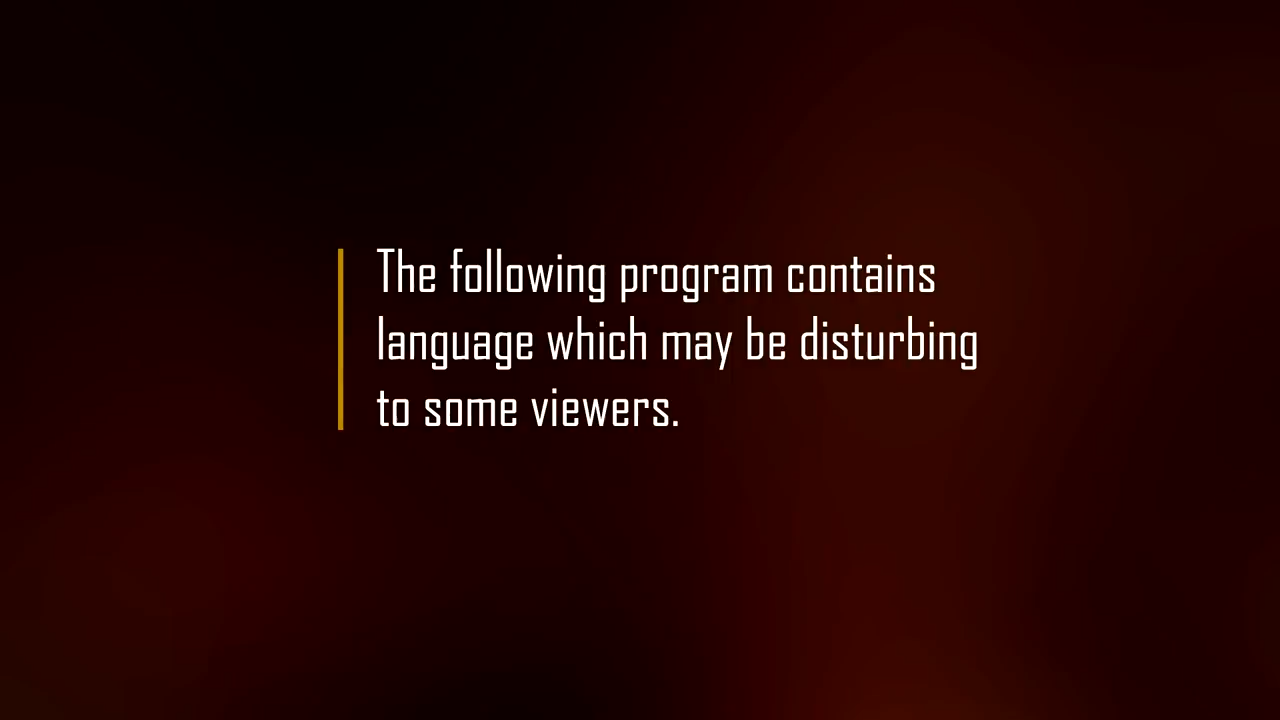 The following program contains
language which may be disturbing
to some viewers.